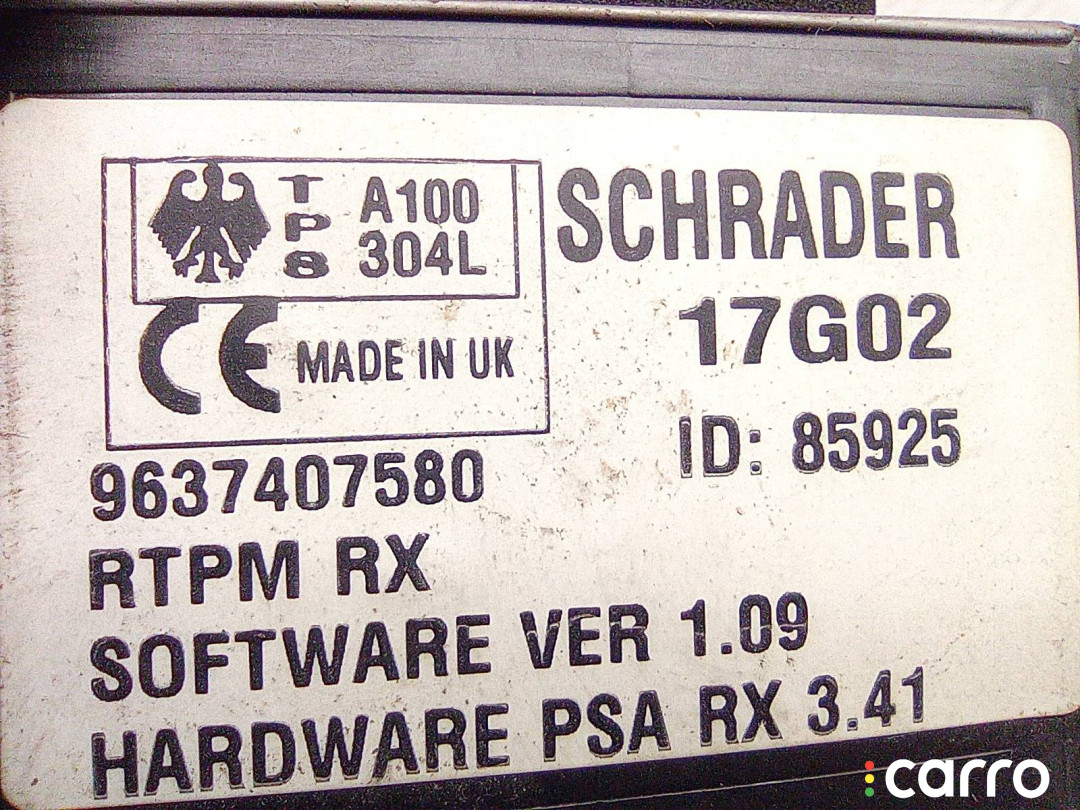 TPS
A100
304L
CE
MADE IN UK
SCHRADER
17G02
ID: 85925
9637407580
RTPM RX
SOFTWARE VER 1.09
HARDWARE PSA RX 3.41
carro